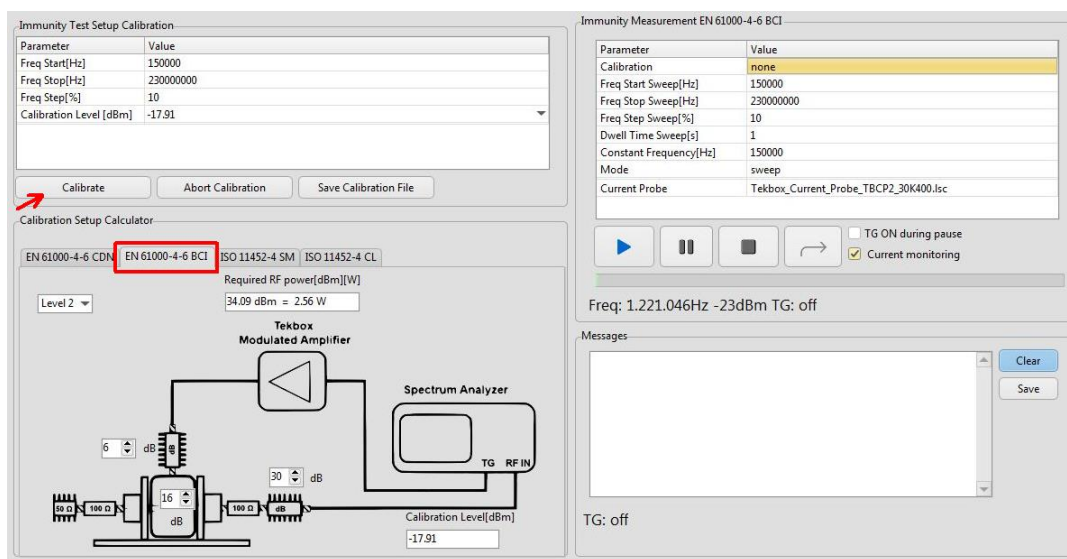 Immunity Test Setup Calibration
Parameter Value
Freq Start[Hz] 150000
Freq Stop[Hz] 230000000
Freq Step[%] 10
Calibration Level [dBm] -17.91
Calibrate Abort Calibration Save Calibration File
Calibration Setup Calculator
EN 61000-4-6 CDN EN 61000-4-6 BCI ISO 11452-4 SM ISO 11452-4 CL
Required RF power[dBm][W]
Level 2 34.09 dBm = 2.56 W
Tekbox
Modulated Amplifier
Spectrum Analyzer
6 dB dB
TG RF IN
30 dB
16
50 Ω 100 Ω 100 Ω dB
dB
Calibration Level[dBm]
-17.91
Immunity Measurement EN 61000-4-6 BCI
Parameter Value
Calibration none
Freq Start Sweep[Hz] 150000
Freq Stop Sweep[Hz] 230000000
Freq Step Sweep[%] 10
Dwell Time Sweep[s] 1
Constant Frequency[Hz] 150000
Mode sweep
Current Probe Tekbox_Current_Probe_TBCP2_30K400.lsc
TG ON during pause
Current monitoring
Freq: 1.221.046Hz -23dBm TG: off
Messages
Clear
Save
TG: off